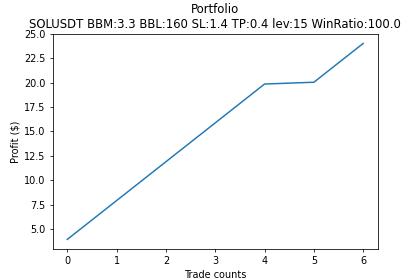 Portfolio
SOLUSDT BBM:3.3 BBL:160 SL:1.4 TP:0.4 lev:15 WinRatio:100.0
25.0
22.5
20.0
17.5
15.0
12.5
10.0
7.5
5.0
Profit ($)
0 1 2 3 4 5 6
Trade counts